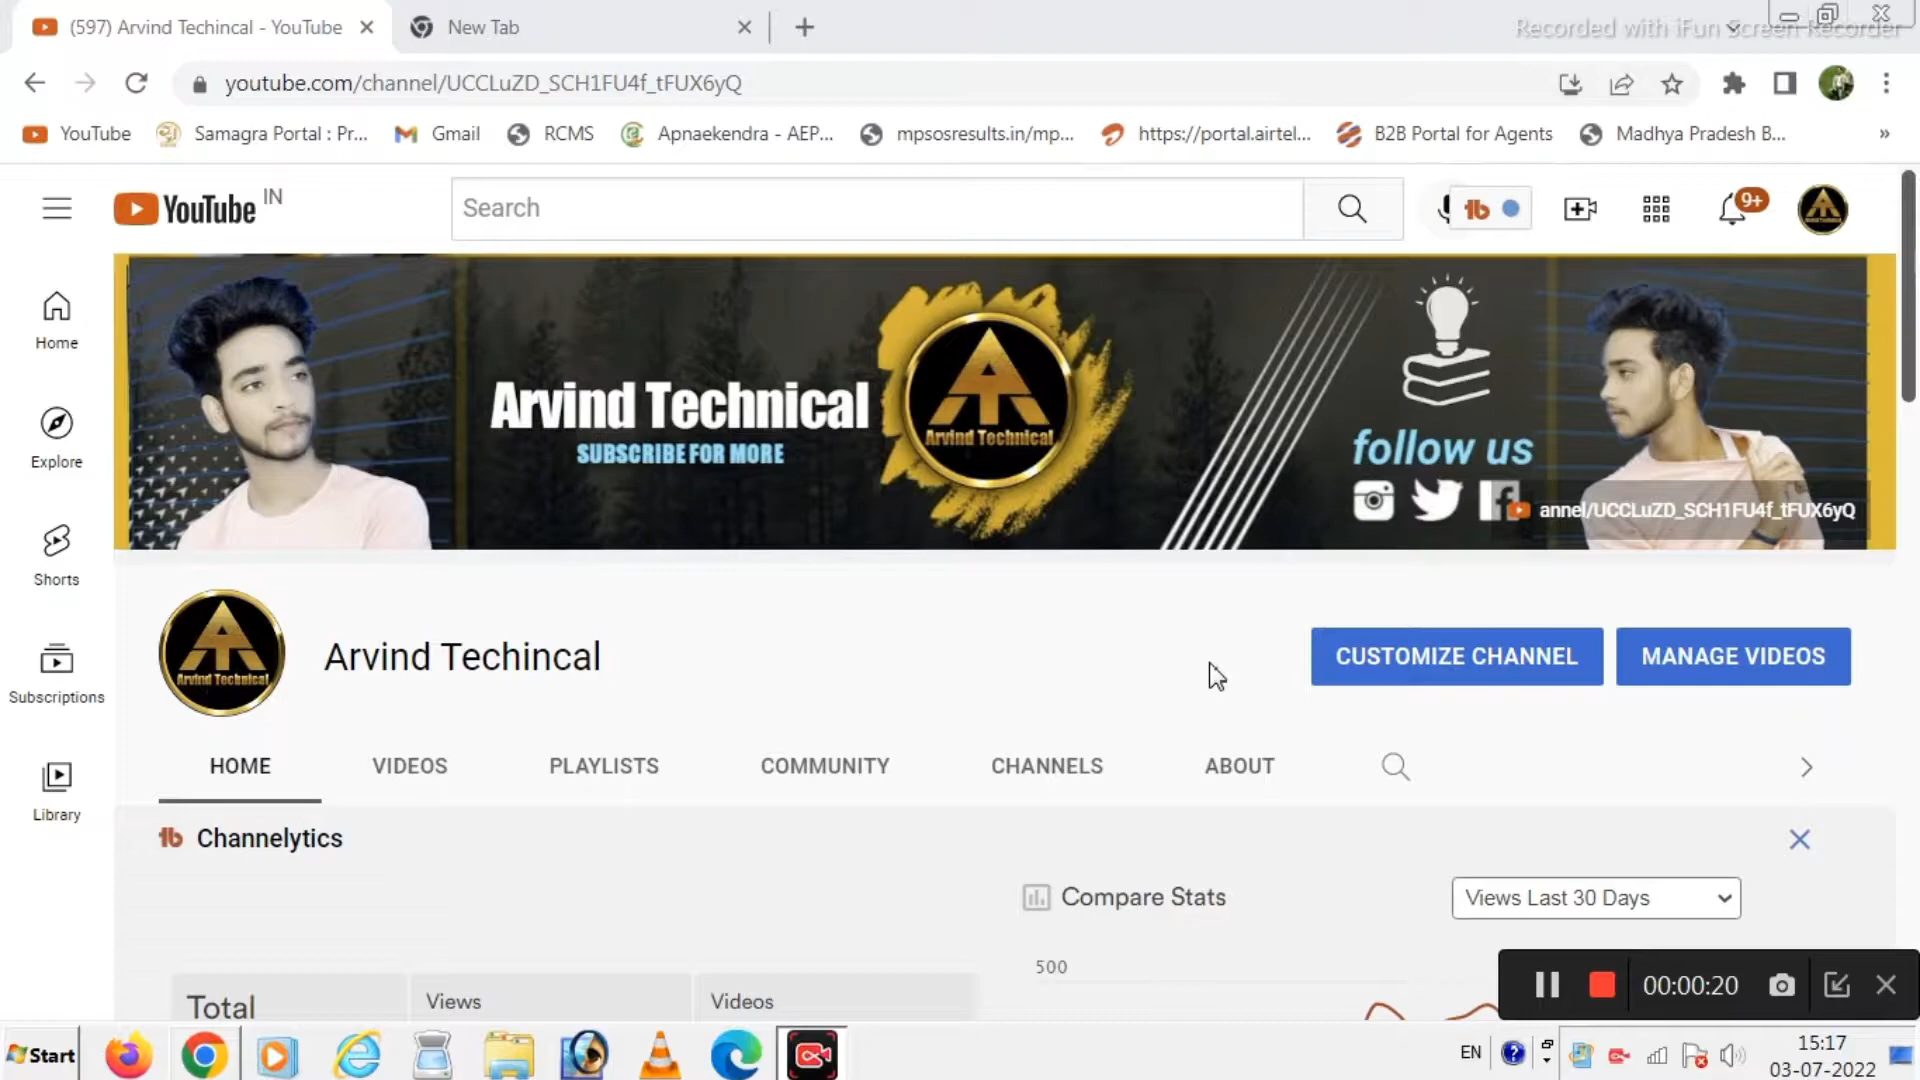 (597) Arvind Techincal - YouTube
New Tab
Recorded with iFun Screen Recorder
youtube.com/channel/UCCLuZD_SCH1FU4f_tFUX6yQ
YouTube
Samagra Portal : Pr...
Gmail
RCMS
Apnaekendra - AEP...
mpsosresults.in/mp...
https://portal.airtel...
B2B Portal for Agents
Madhya Pradesh B...
»
YouTube IN
Search
9+
Home
Explore
Shorts
Subscriptions
Library
Arvind Technical
SUBSCRIBE FOR MORE
Arvind Technical
follow us
annel/UCCLuZD_SCH1FU4f_tFUX6yQ
Arvind Technical
Arvind Techincal
CUSTOMIZE CHANNEL
MANAGE VIDEOS
HOME
VIDEOS
PLAYLISTS
COMMUNITY
CHANNELS
ABOUT
Channelytics
Compare Stats
Views Last 30 Days
500
Total
Views
Videos
00:00:20
Start
EN
15:17
03-07-2022